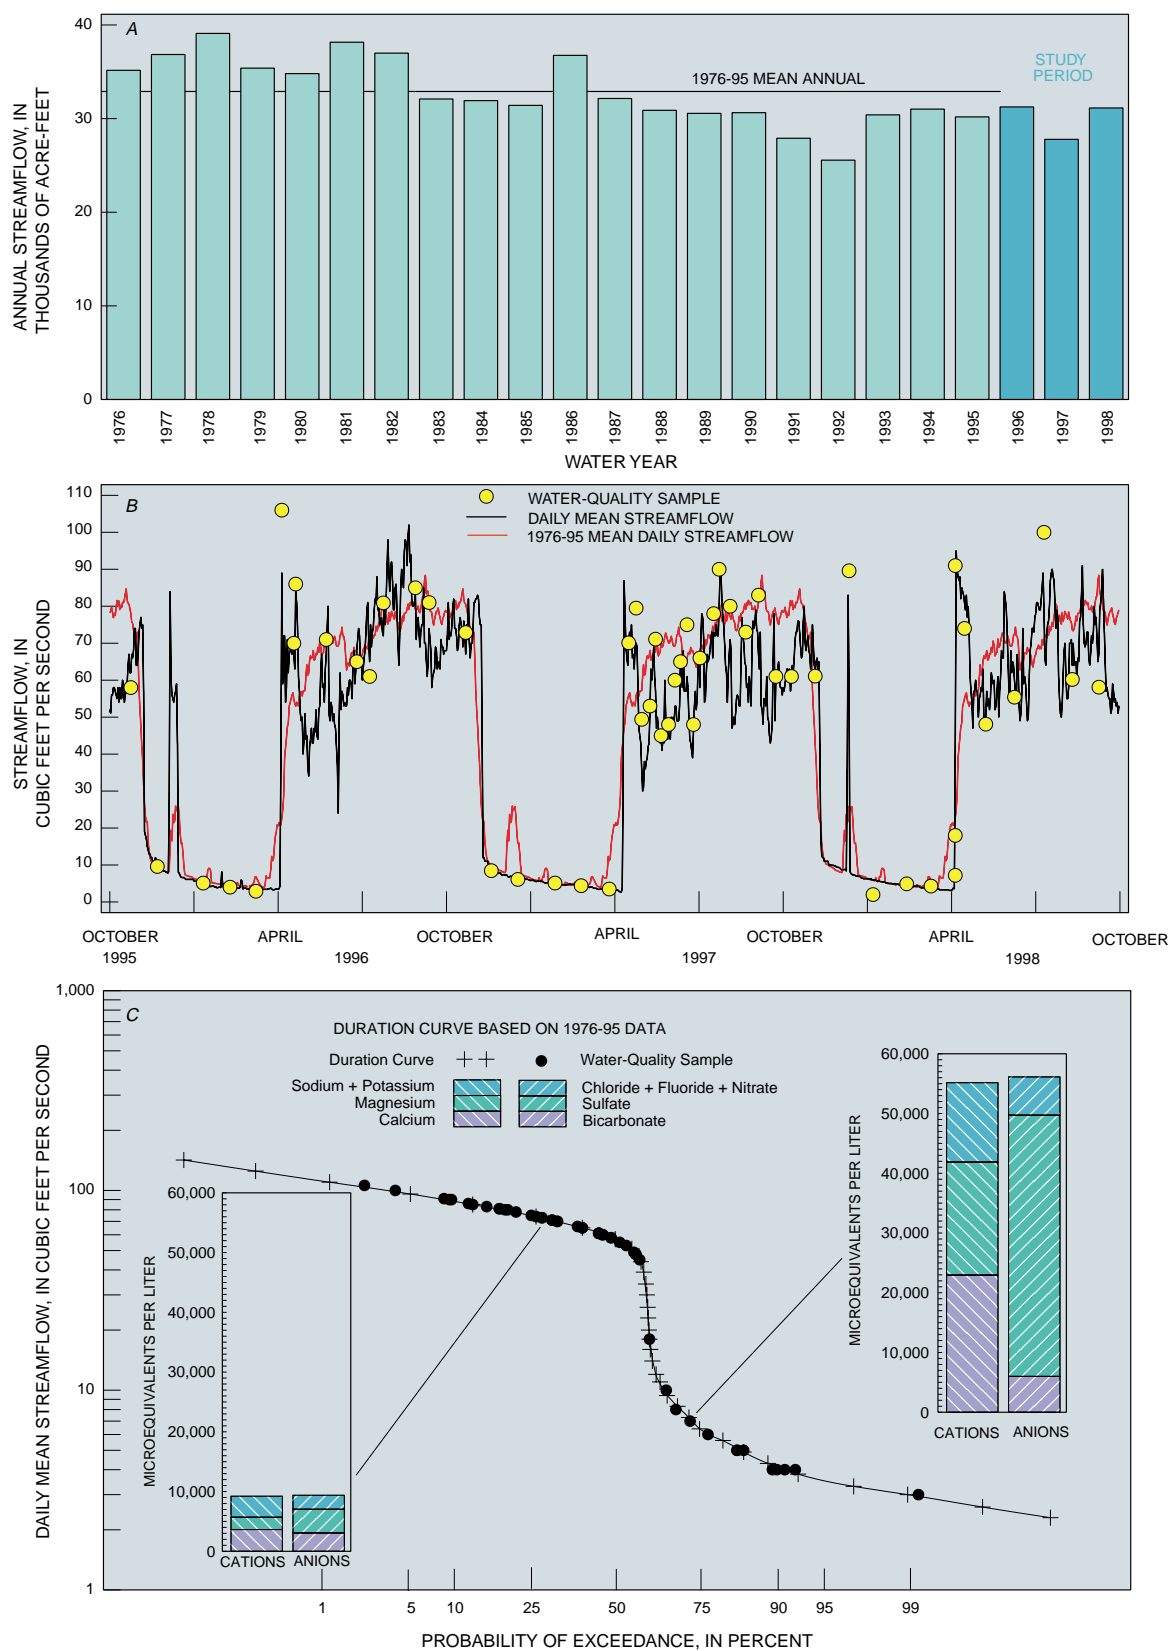 A
40
30
20
10
0
ANNUAL STREAMFLOW, IN
THOUSANDS OF ACRE-FEET
1976-95 MEAN ANNUAL
STUDY
PERIOD
1976
1977
1978
1979
1980
1981
1982
1983
1984
1985
1986
1987
1988
1989
1990
1991
1992
1993
1994
1995
1996
1997
1998
WATER YEAR
B
110
100
90
80
70
60
50
40
30
20
10
0
STREAMFLOW, IN
CUBIC FEET PER SECOND
WATER-QUALITY SAMPLE
DAILY MEAN STREAMFLOW
1976-95 MEAN DAILY STREAMFLOW
OCTOBER APRIL OCTOBER APRIL OCTOBER APRIL OCTOBER
1995 1996 1997 1998
C
1,000
100
10
1
DAILY MEAN STREAMFLOW, IN CUBIC FEET PER SECOND
DURATION CURVE BASED ON 1976-95 DATA
Duration Curve Water-Quality Sample
Sodium + Potassium Chloride + Fluoride + Nitrate
Magnesium Sulfate
Calcium Bicarbonate
60,000
50,000
40,000
30,000
20,000
10,000
0
MICROEQUIVALENTS PER LITER
CATIONS ANIONS
60,000
50,000
40,000
30,000
20,000
10,000
0
MICROEQUIVALENTS PER LITER
CATIONS ANIONS
1 5 10 25 50 75 90 95 99
PROBABILITY OF EXCEEDANCE, IN PERCENT